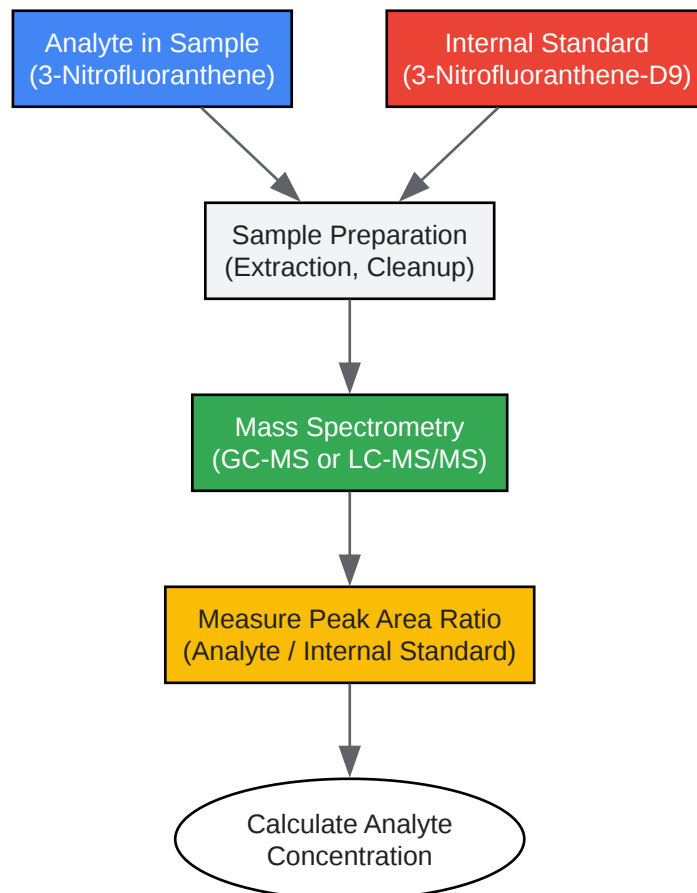 Analyte in Sample
(3-Nitrofluoranthene)
Internal Standard
(3-Nitrofluoranthene-D9)
Sample Preparation
(Extraction, Cleanup)
Mass Spectrometry
(GC-MS or LC-MS/MS)
Measure Peak Area Ratio
(Analyte / Internal Standard)
Calculate Analyte
Concentration